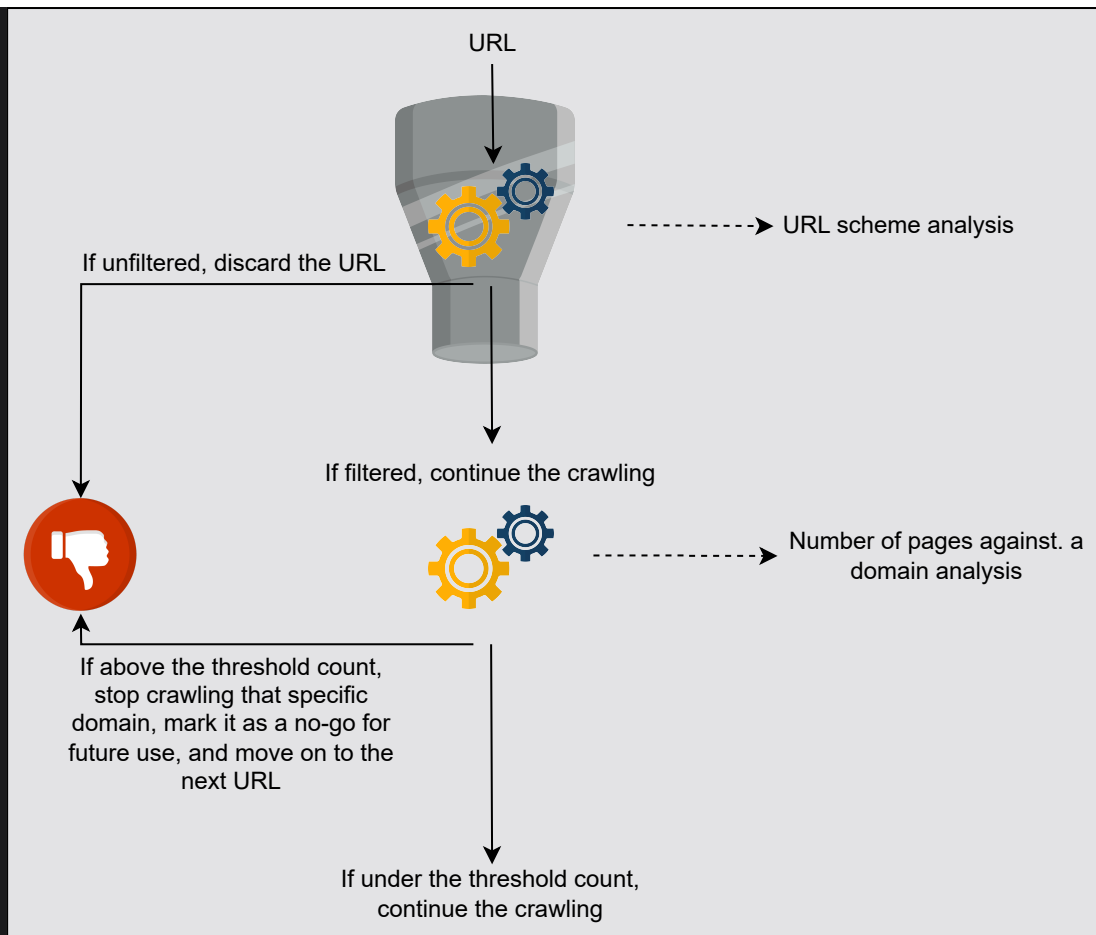 URL
URL scheme analysis
If unfiltered, discard the URL
If filtered, continue the crawling
Number of pages against. a
domain analysis
If above the threshold count,
stop crawling that specific
domain, mark it as a no-go for
future use, and move on to the
next URL
If under the threshold count,
continue the crawling